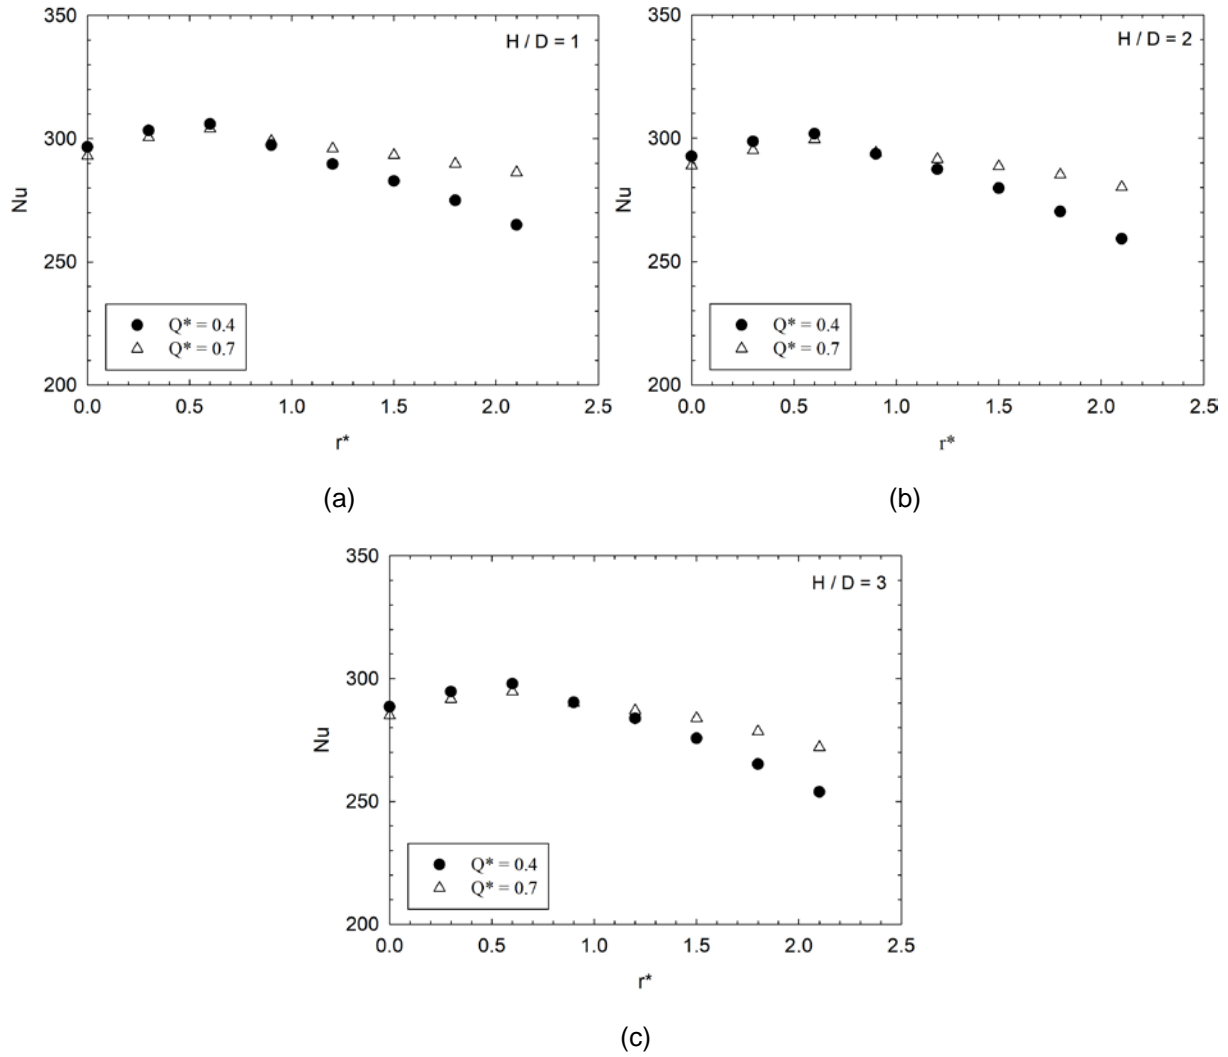 350
H / D = 1
300
Nu
250
Q* = 0.4
Q* = 0.7
200
0.0 0.5 1.0 1.5 2.0 2.5
r*
(a)
350
H / D = 2
300
Nu
250
Q* = 0.4
Q* = 0.7
200
0.0 0.5 1.0 1.5 2.0 2.5
r*
(b)
350
H / D = 3
300
Nu
250
Q* = 0.4
Q* = 0.7
200
0.0 0.5 1.0 1.5 2.0 2.5
r*
(c)